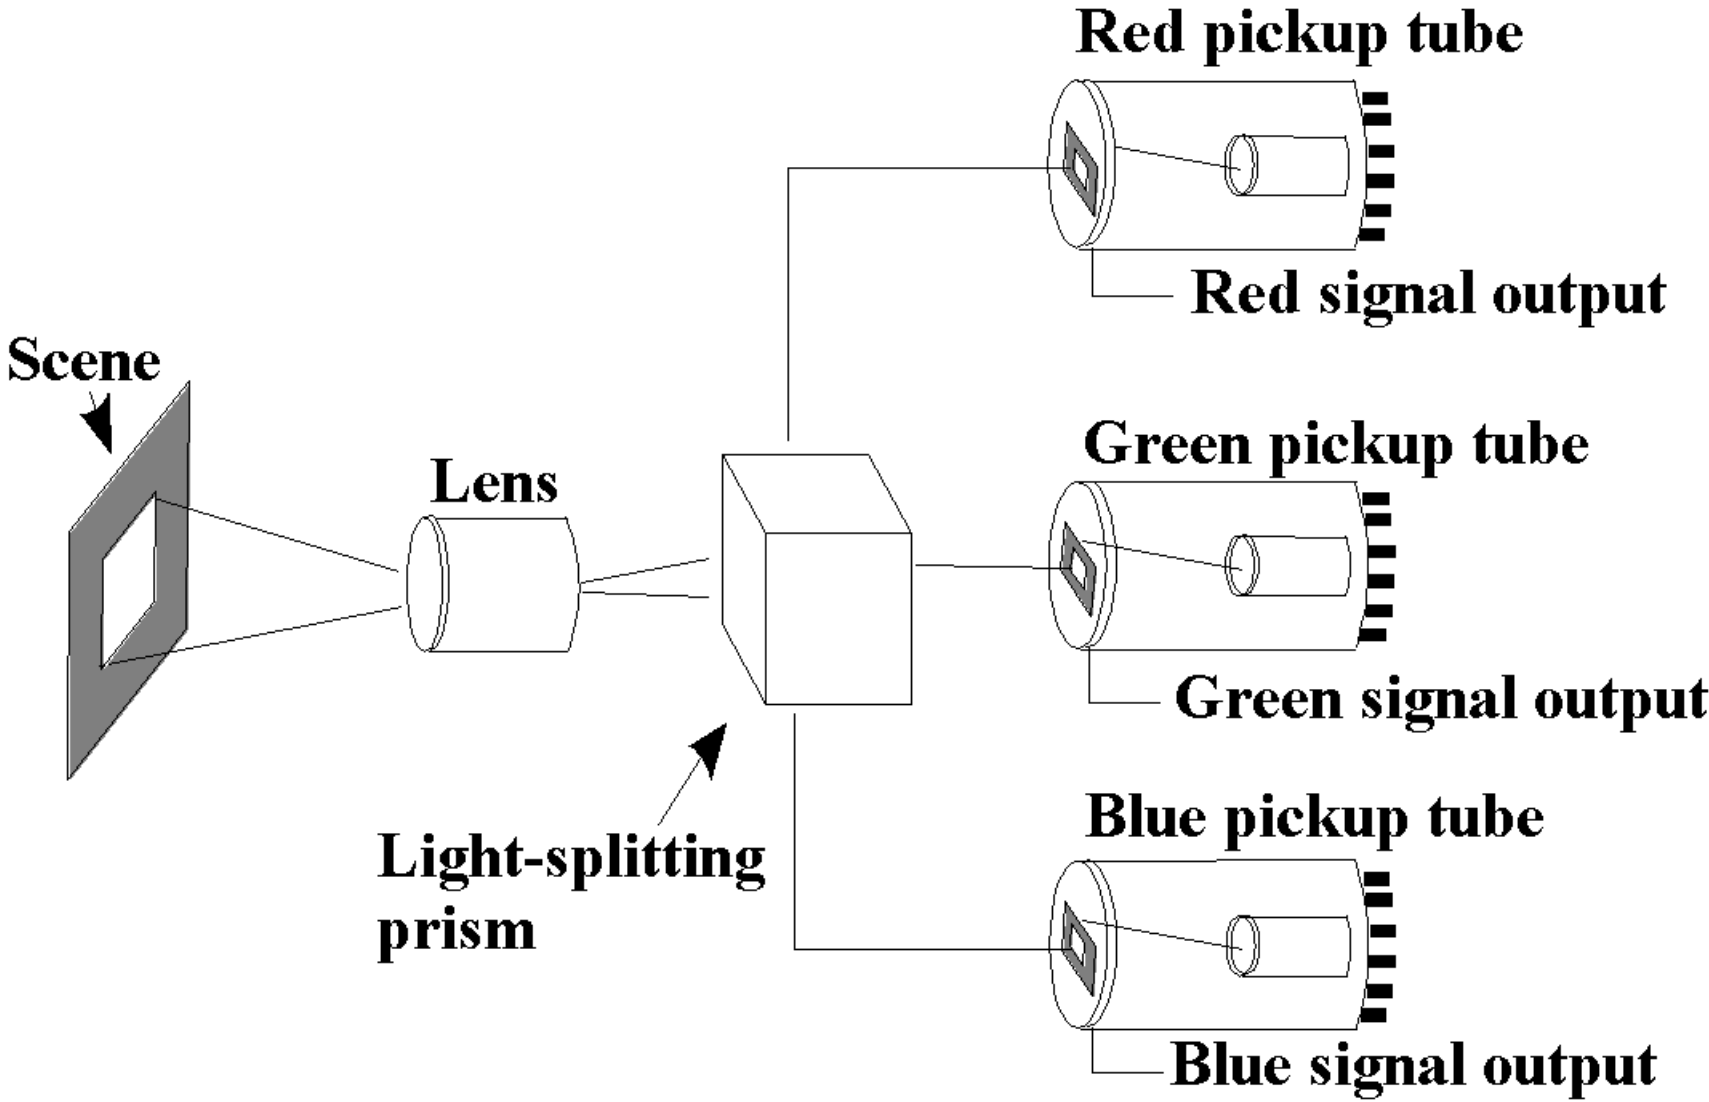 Red pickup tube
Red signal output
Scene
Lens
Green pickup tube
Green signal output
Light-splitting
prism
Blue pickup tube
Blue signal output